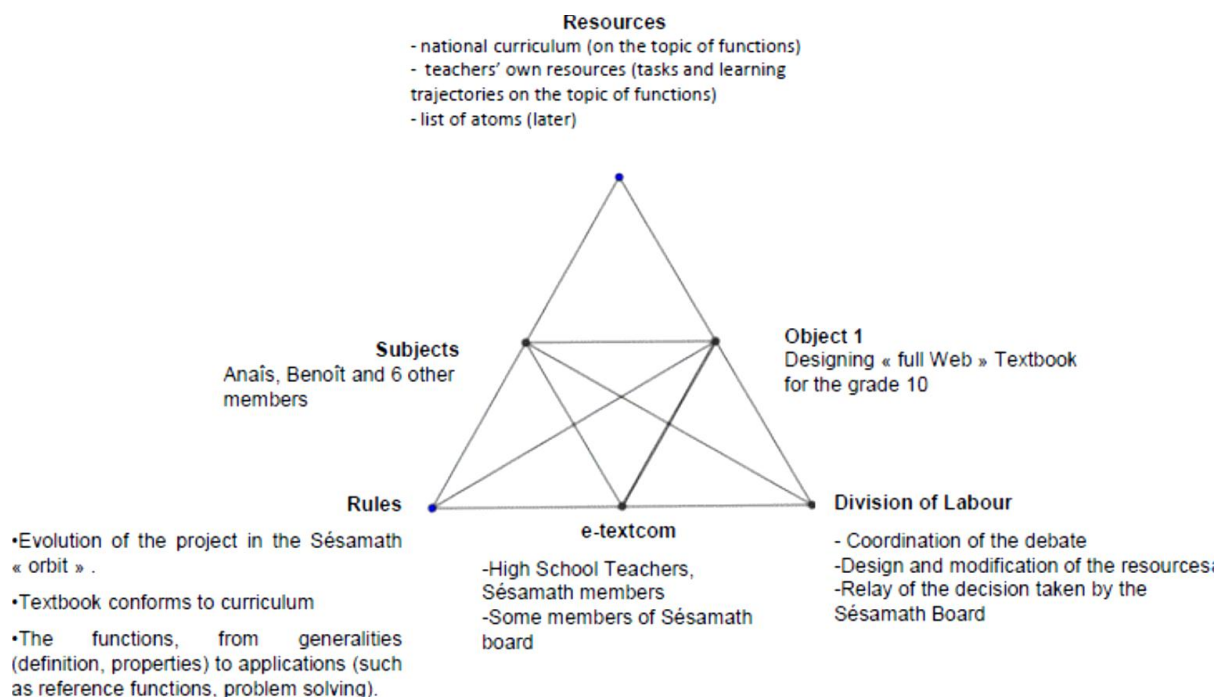 Resources
- national curriculum (on the topic of functions)
- teachers' own resources (tasks and learning
trajectories on the topic of functions)
- list of atoms (later)
Subjects
Anaîs, Benoît and 6 other
members
Object 1
Designing « full Web » Textbook
for the grade 10
Rules
•Evolution of the project in the Sésamath
« orbit » .
•Textbook conforms to curriculum
•The functions, from generalities
(definition, properties) to applications (such
as reference functions, problem solving).
e-textcom
-High School Teachers,
Sésamath members
-Some members of Sésamath
board
Division of Labour
- Coordination of the debate
-Design and modification of the resources
-Relay of the decision taken by the
Sésamath Board